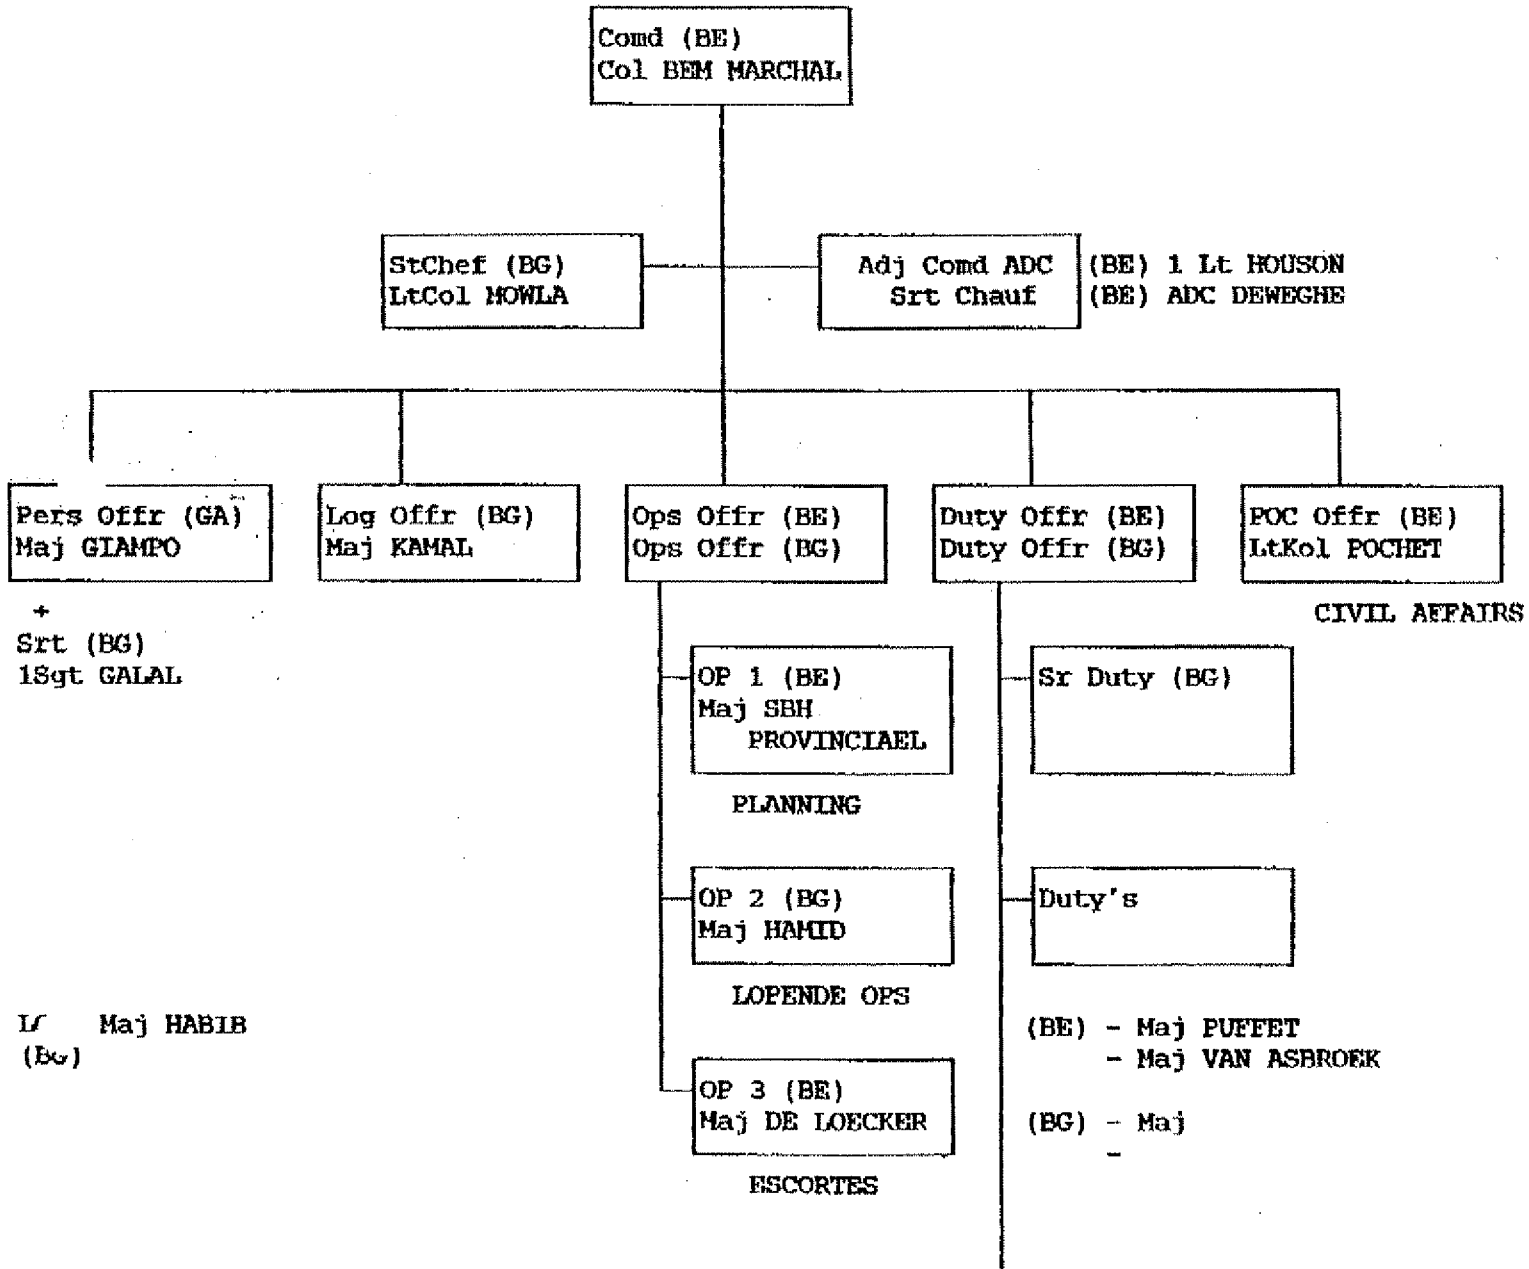 Comd (BE)
Col BEM MARCHAL
StChef (BG)
LtCol MOWLA
Adj Comd ADC (BE) 1 Lt HOUSON
Srt Chauf (BE) ADC DEWEGHE
Pers Offr (GA)
Maj GIAMPO
+
Srt (BG)
1Sgt GALAL
Log Offr (BG)
Maj KAMAL
Ops Offr (BE)
Ops Offr (BG)
Duty Offr (BE)
Duty Offr (BG)
POC Offr (BE)
LtKol POCHET
CIVIL AFFAIRS
OP 1 (BE)
Maj SBH
PROVINCIAEL
PLANNING
OP 2 (BG)
Maj HAMID
LOPENDE OPS
OP 3 (BE)
Maj DE LOECKER
ESCORTES
Sr Duty (BG)
Duty's
(BE) - Maj PUFFET
- Maj VAN ASBROEK
(BG) - Maj
-
Maj HABIB
(BG)